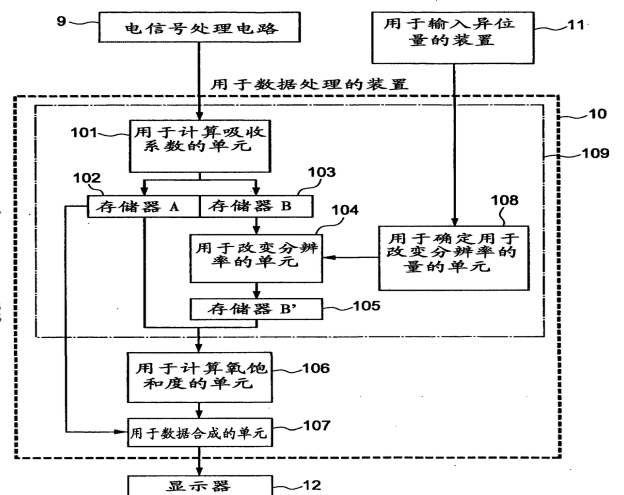 9
电信号处理电路
用于输入异位
量的装置
11
用于数据处理的装置
10
109
101
用于计算吸收
系数的单元
102
103
存储器 A
存储器 B
104
108
用于改变分辨
率的单元
用于确定用于
改变分辨率的
量的单元
存储器 B'
105
用于计算氧饱
和度的单元
106
用于数据合成的单元
107
显示器
12